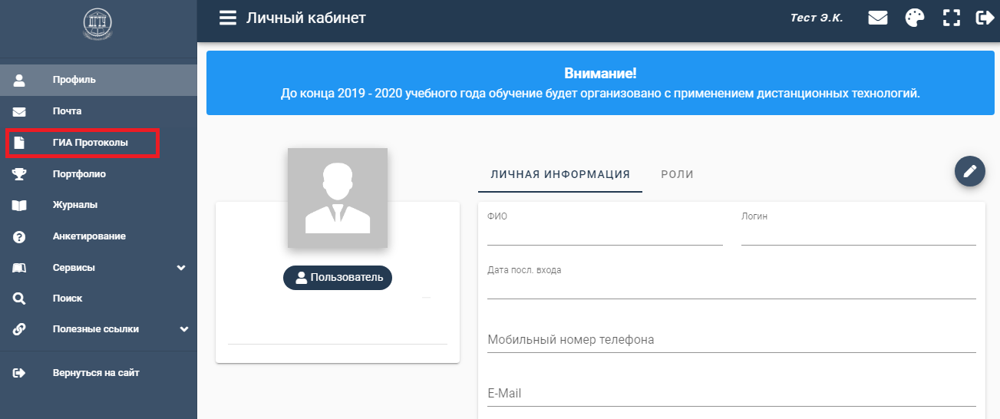 ДГТУ
Личный кабинет
Тест Э.К.
Профиль
Почта
ГИА Протоколы
Портфолио
Журналы
Анкетирование
Сервисы
Поиск
Полезные ссылки
Вернуться на сайт
Внимание!
До конца 2019 - 2020 учебного года обучение будет организовано с применением дистанционных технологий.
Пользователь
ЛИЧНАЯ ИНФОРМАЦИЯ
РОЛИ
ФИО
Логин
Дата посл. входа
Мобильный номер телефона
E-Mail